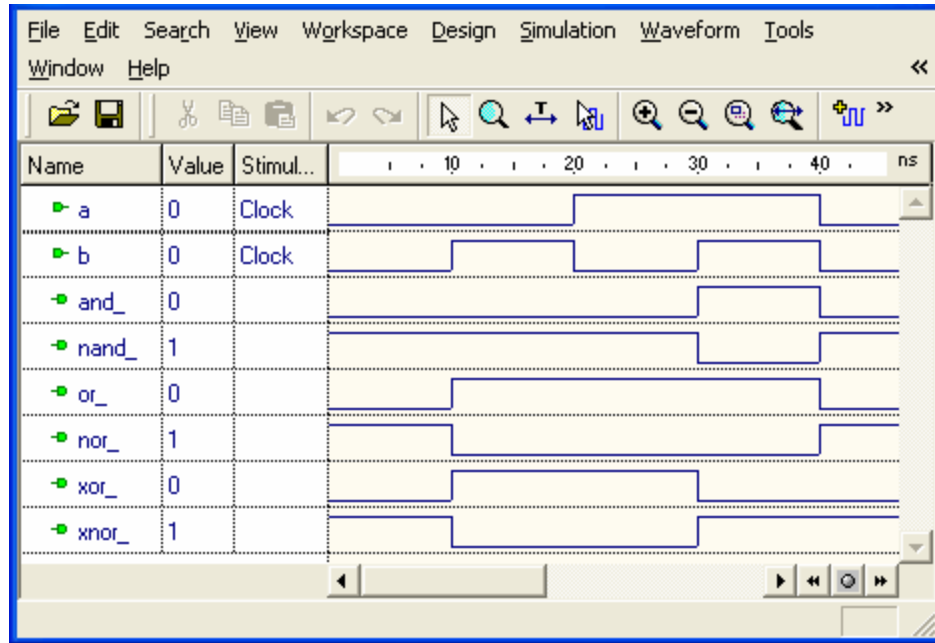 File Edit Search View Workspace Design Simulation Waveform Tools
Window Help
Name Value Stimul... 10 20 30 40 ns
a 0 Clock
b 0 Clock
and_ 0
nand_ 1
or_ 0
nor_ 1
xor_ 0
xnor_ 1